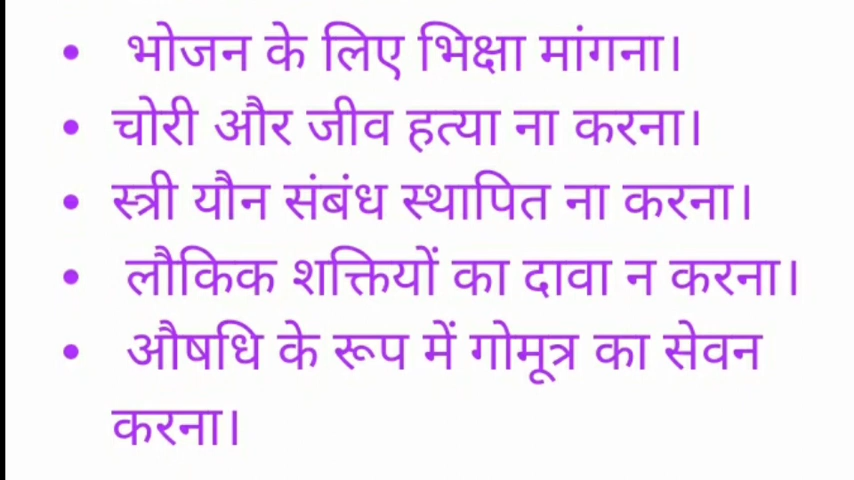 • भोजन के लिए भिक्षा मांगना।
• चोरी और जीव हत्या ना करना।
• स्त्री यौन संबंध स्थापित ना करना।
• लौकिक शक्तियों का दावा न करना।
• औषधि के रूप में गोमूत्र का सेवन
करना।